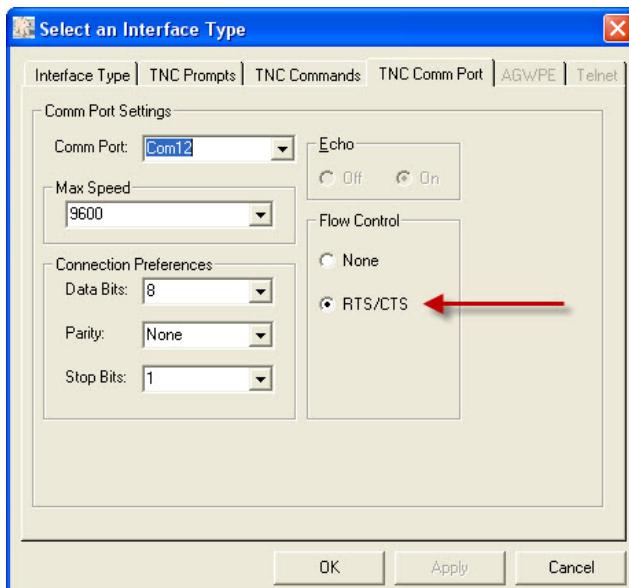 Select an Interface Type
Interface Type TNC Prompts TNC Commands TNC Comm Port AGWPE Telnet
Comm Port Settings
Comm Port: Com12
Max Speed
9600
Connection Preferences
Data Bits: 8
Parity: None
Stop Bits: 1
Echo
Off On
Flow Control
None
RTS/CTS
OK Apply Cancel